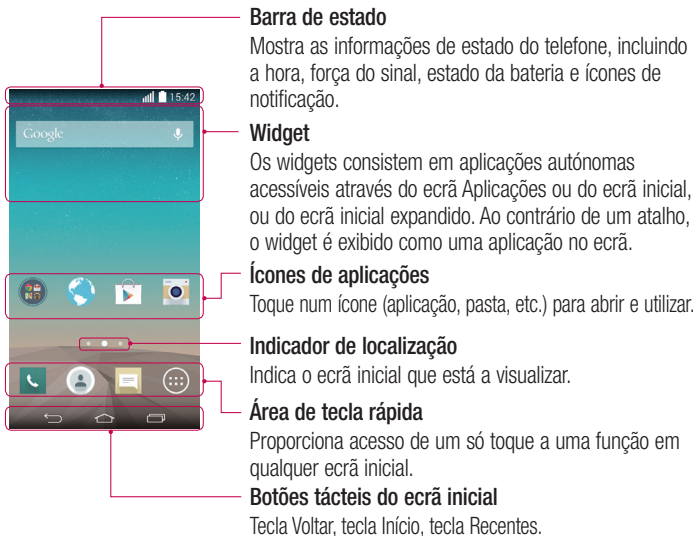 Barra de estado
Mostra as informações de estado do telefone, incluindo
a hora, força do sinal, estado da bateria e ícones de
notificação.
15:42
Google
Widget
Os widgets consistem em aplicações autónomas
acessíveis através do ecrã Aplicações ou do ecrã inicial,
ou do ecrã inicial expandido. Ao contrário de um atalho,
o widget é exibido como uma aplicação no ecrã.
Ícones de aplicações
Toque num ícone (aplicação, pasta, etc.) para abrir e utilizar.
Indicador de localização
Indica o ecrã inicial que está a visualizar.
Área de tecla rápida
Proporciona acesso de um só toque a uma função em
qualquer ecrã inicial.
Botões tácteis do ecrã inicial
Tecla Voltar, tecla Início, tecla Recentes.